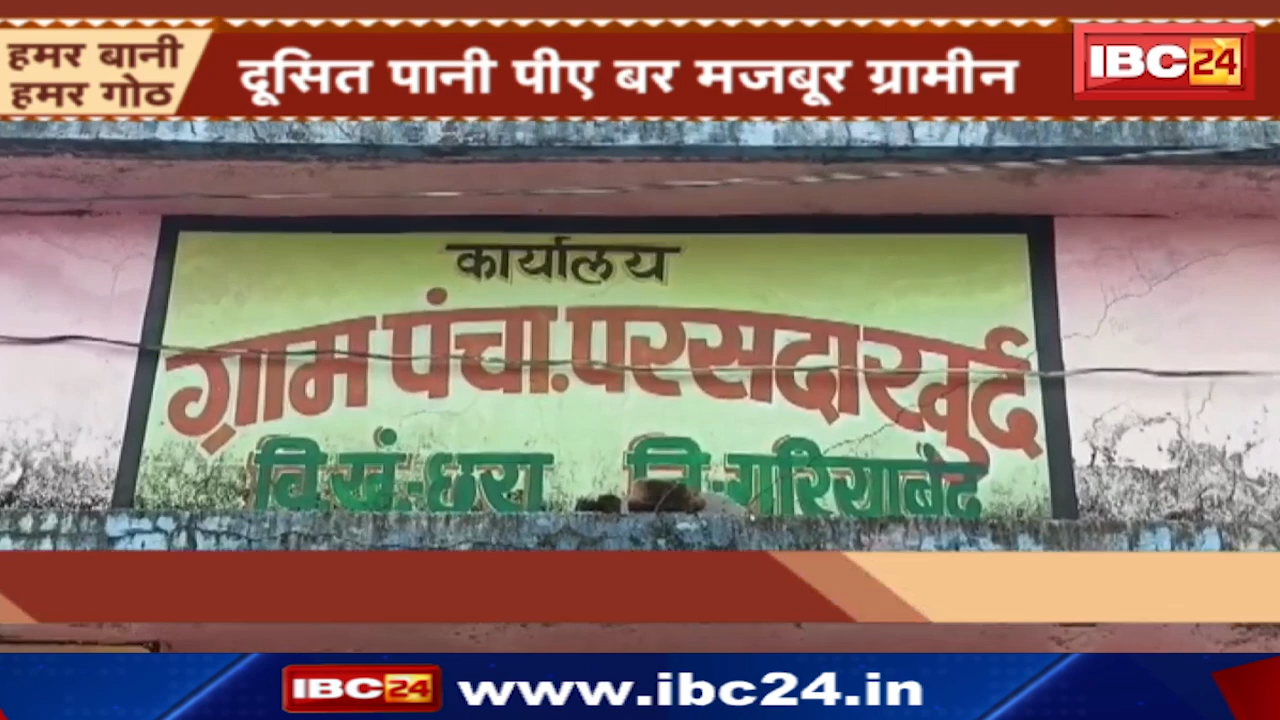 हमर बानी
हमर गोठ
दूसित पानी पीए बर मजबूर ग्रामीन
IBC24
कार्यालय
ग्राम पंचा.परसदाखुर्द
वि.खं.-छुरा जि-गरियाबंद
IBC24 www.ibc24.in